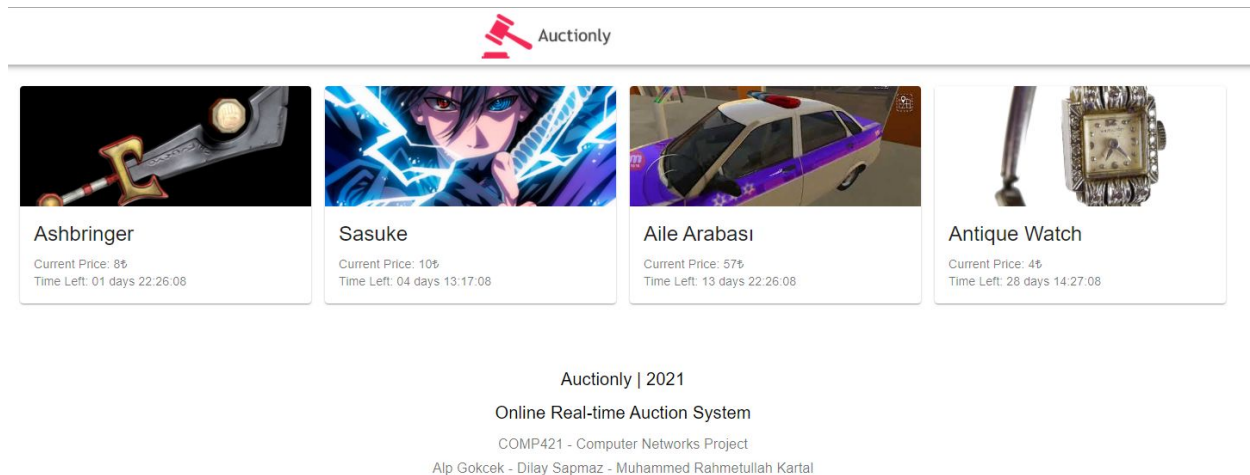 Auctionly
Ashbringer
Current Price: 8₺
Time Left: 01 days 22:26:08
Sasuke
Current Price: 10₺
Time Left: 04 days 13:17:08
Aile Arabası
Current Price: 57₺
Time Left: 13 days 22:26:08
Antique Watch
Current Price: 4₺
Time Left: 28 days 14:27:08
Auctionly | 2021
Online Real-time Auction System
COMP421 - Computer Networks Project
Alp Gokcek - Dilay Sapmaz - Muhammed Rahmetullah Kartal